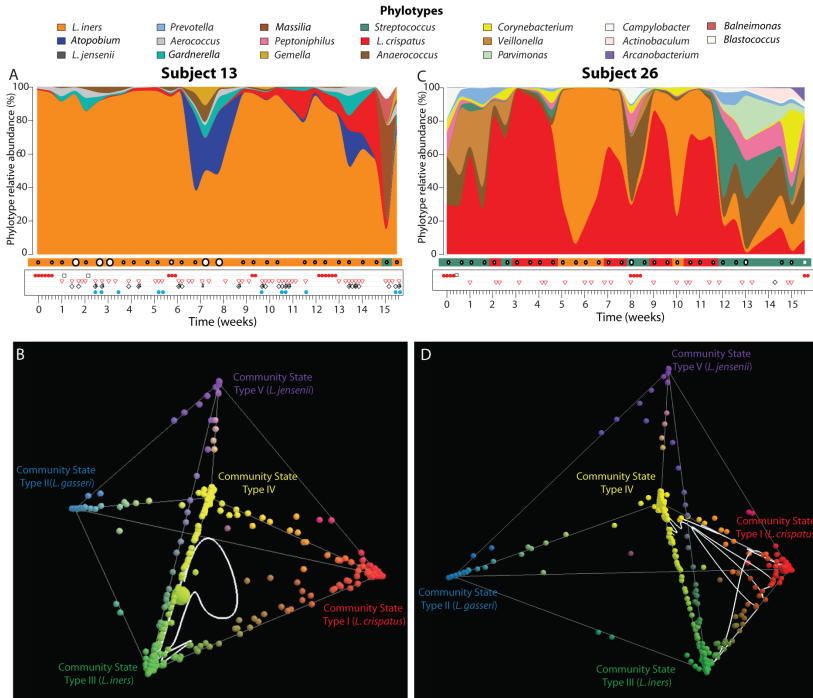 Phylotypes
L. iners Prevotella Massilia Streptococcus Corynebacterium Campylobacter Balneimonas
Atopobium Aerococcus Peptoniphilus L. crispatus Veillonella Actinobaculum Blastococcus
L. jensenii Gardnerella Gemella Anaerococcus Parvimonas Arcanobacterium
A Subject 13
Phylotype relative abundance (%)
100
80
60
40
20
0
0 1 2 3 4 5 6 7 8 9 10 11 12 13 14 15
Time (weeks)
C Subject 26
Phylotype relative abundance (%)
100
80
60
40
20
0
0 1 2 3 4 5 6 7 8 9 10 11 12 13 14 15
Time (weeks)
B
Community State
Type V (L. jensenii)
Community State
Type II(L. gasseri)
Community State
Type IV
Community State
Type I (L. crispatus)
Community State
Type III (L. iners)
D
Community State
Type V (L. jensenii)
Community State
Type IV
Community State
Type I (L. crispatus)
Community State
Type II (L. gasseri)
Community State
Type III (L. iners)